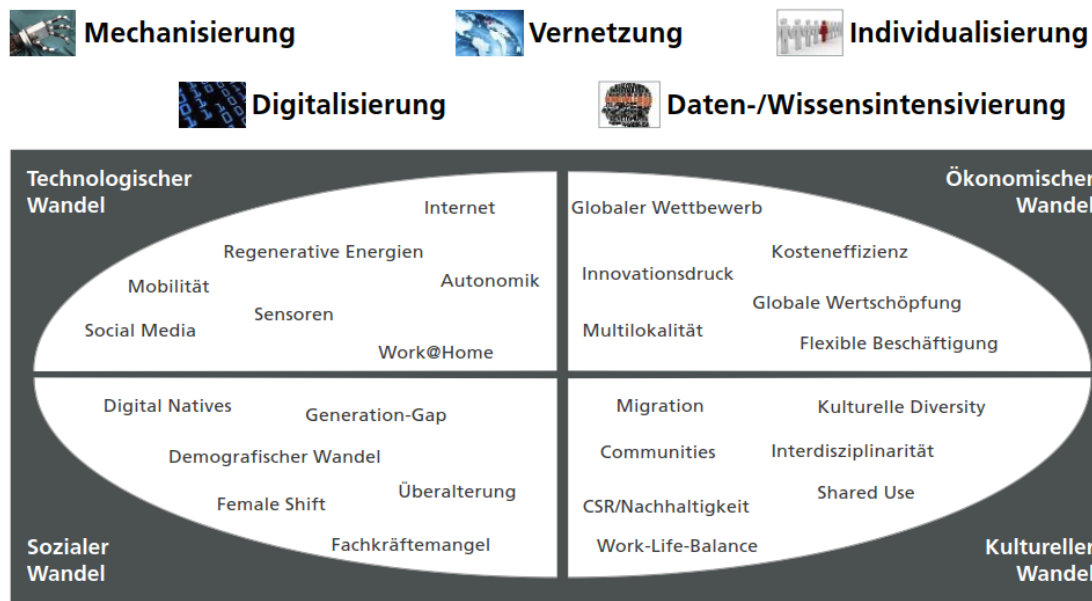 Mechanisierung
Vernetzung
Individualisierung
Digitalisierung
Daten-/Wissensintensivierung
Technologischer
Wandel
Internet
Regenerative Energien
Autonomik
Mobilität
Sensoren
Social Media
Work@Home
Ökonomischer
Wandel
Globaler Wettbewerb
Kosteneffizienz
Innovationsdruck
Globale Wertschöpfung
Multilokalität
Flexible Beschäftigung
Digital Natives
Generation-Gap
Demografischer Wandel
Überalterung
Female Shift
Fachkräftemangel
Sozialer
Wandel
Migration
Kulturelle Diversity
Communities
Interdisziplinarität
Shared Use
CSR/Nachhaltigkeit
Work-Life-Balance
Kultureller
Wandel